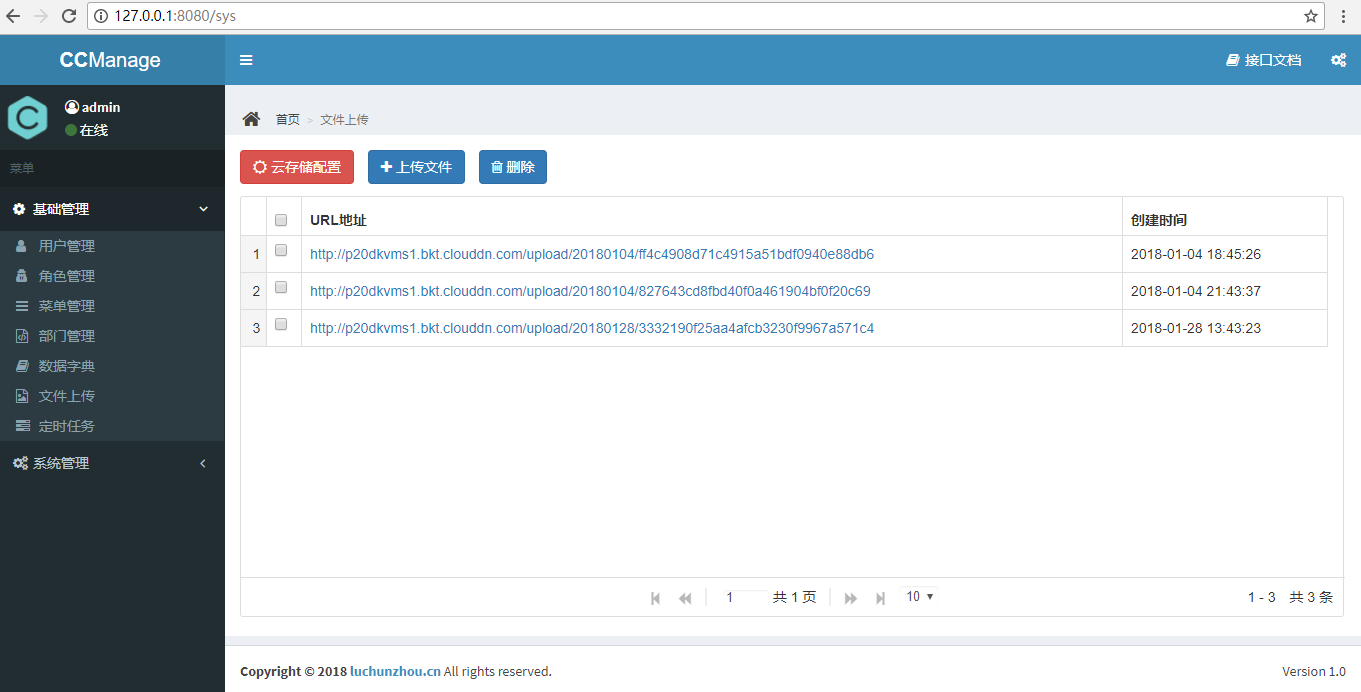 127.0.0.1:8080/sys
CCManage
接口文档
admin
在线
菜单
基础管理
用户管理
角色管理
菜单管理
部门管理
数据字典
文件上传
定时任务
系统管理
首页 > 文件上传
云存储配置 上传文件 删除
URL地址 创建时间
1 http://p20dkvms1.bkt.clouddn.com/upload/20180104/ff4c4908d71c4915a51bdf0940e88db6 2018-01-04 18:45:26
2 http://p20dkvms1.bkt.clouddn.com/upload/20180104/827643cd8fbd40f0a461904bf0f20c69 2018-01-04 21:43:37
3 http://p20dkvms1.bkt.clouddn.com/upload/20180128/3332190f25aa4afcb3230f9967a571c4 2018-01-28 13:43:23
1 共 1 页 10 1 - 3 共 3 条
Copyright © 2018 luchunzhou.cn All rights reserved. Version 1.0